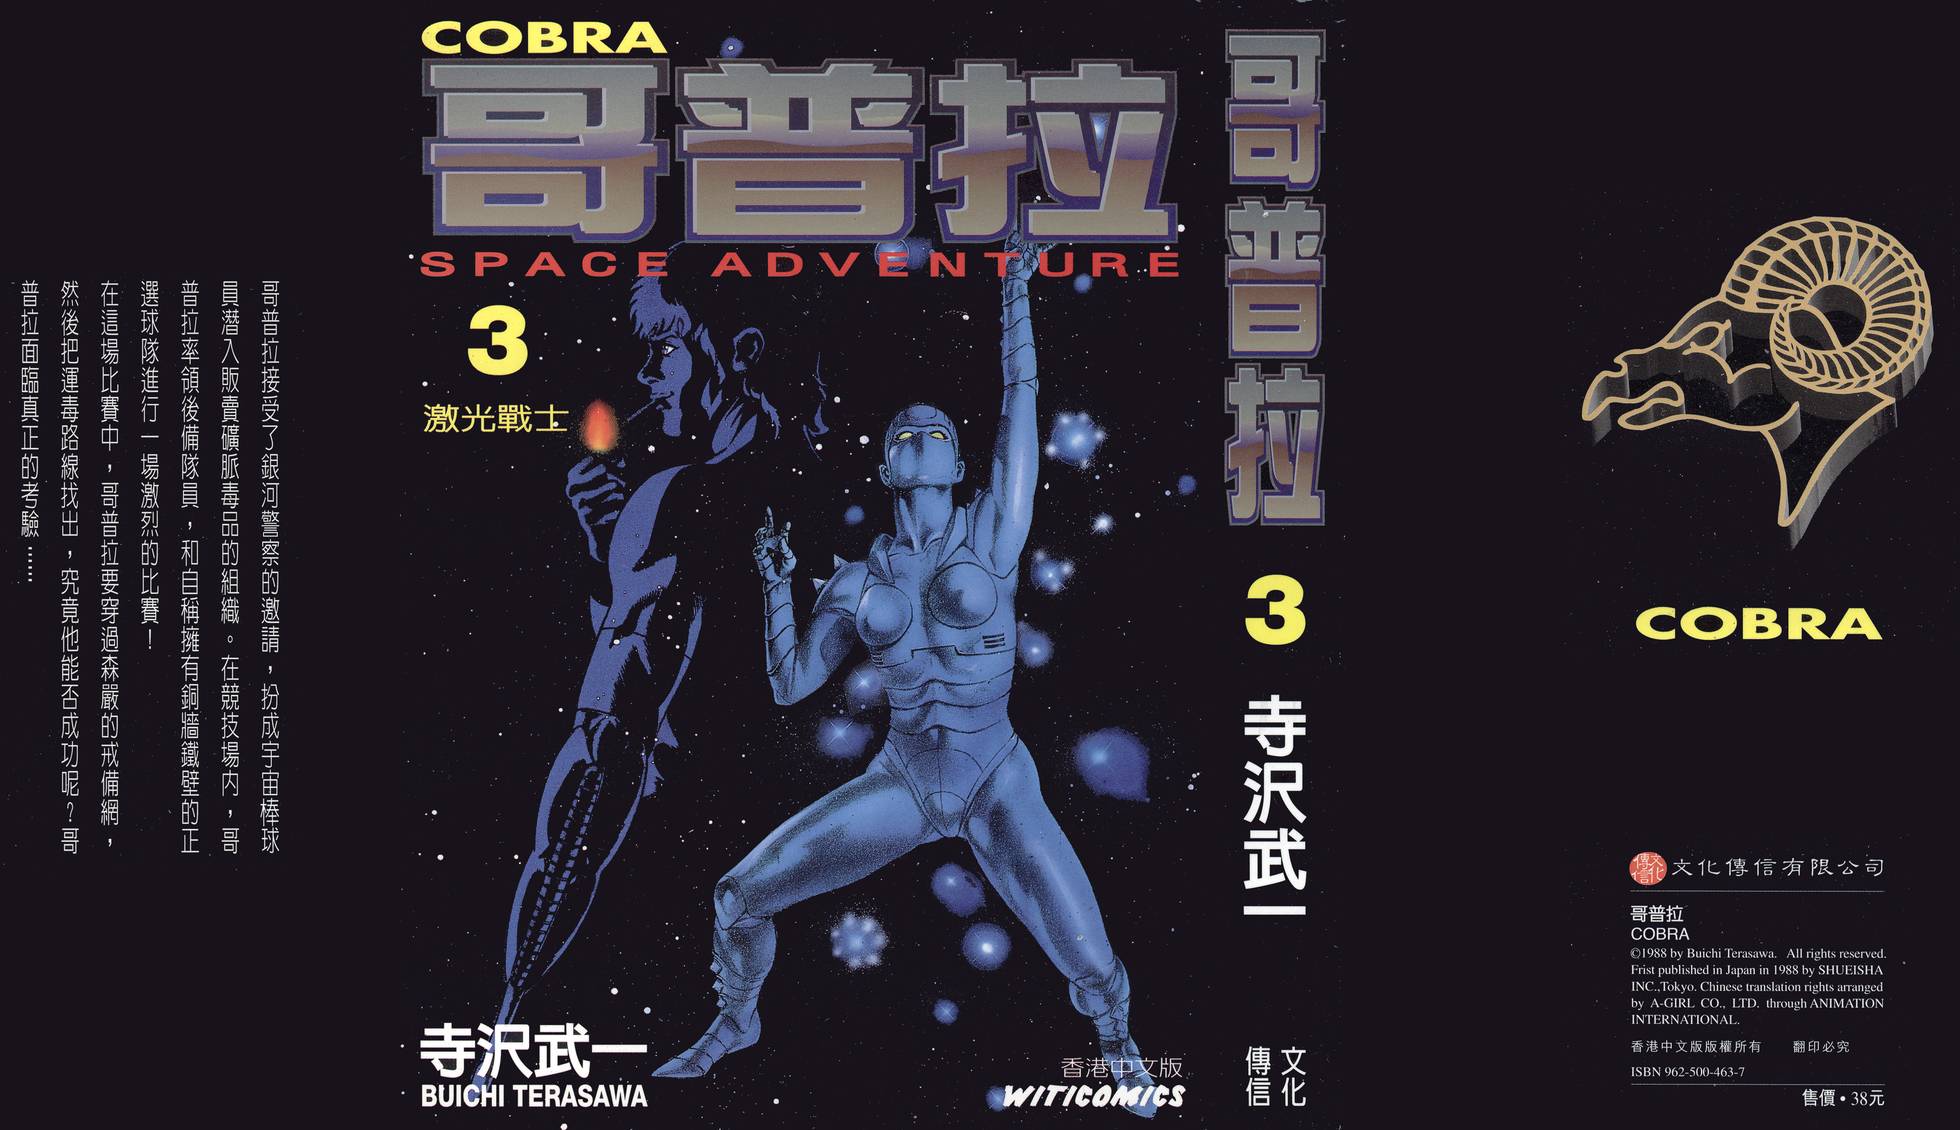 哥普拉接受了銀河警察的邀請，扮成宇宙棒球
員潛入販賣礦脈毒品的組織。在競技場内，哥
普拉率領後備隊員，和自稱擁有銅牆鐵壁的正
選球隊進行一場激烈的比賽！
在這場比賽中，哥普拉要穿過森嚴的戒備網，
然後把運毒路線找出，究竟他能否成功呢？哥
普拉面臨真正的考驗……
COBRA
哥普拉
SPACE ADVENTURE
3
激光戰士
寺沢武一
BUICHI TERASAWA
香港中文版
WITICOMICS
哥普拉
3
寺沢武一
文化
傳信
COBRA
文化傳信
文化傳信有限公司
哥普拉
COBRA
©1988 by Buichi Terasawa. All rights reserved.
Frist published in Japan in 1988 by SHUEISHA
INC.,Tokyo. Chinese translation rights arranged
by A-GIRL CO., LTD. through ANIMATION
INTERNATIONAL.
香港中文版版權所有 翻印必究
ISBN 962-500-463-7
售價•38元